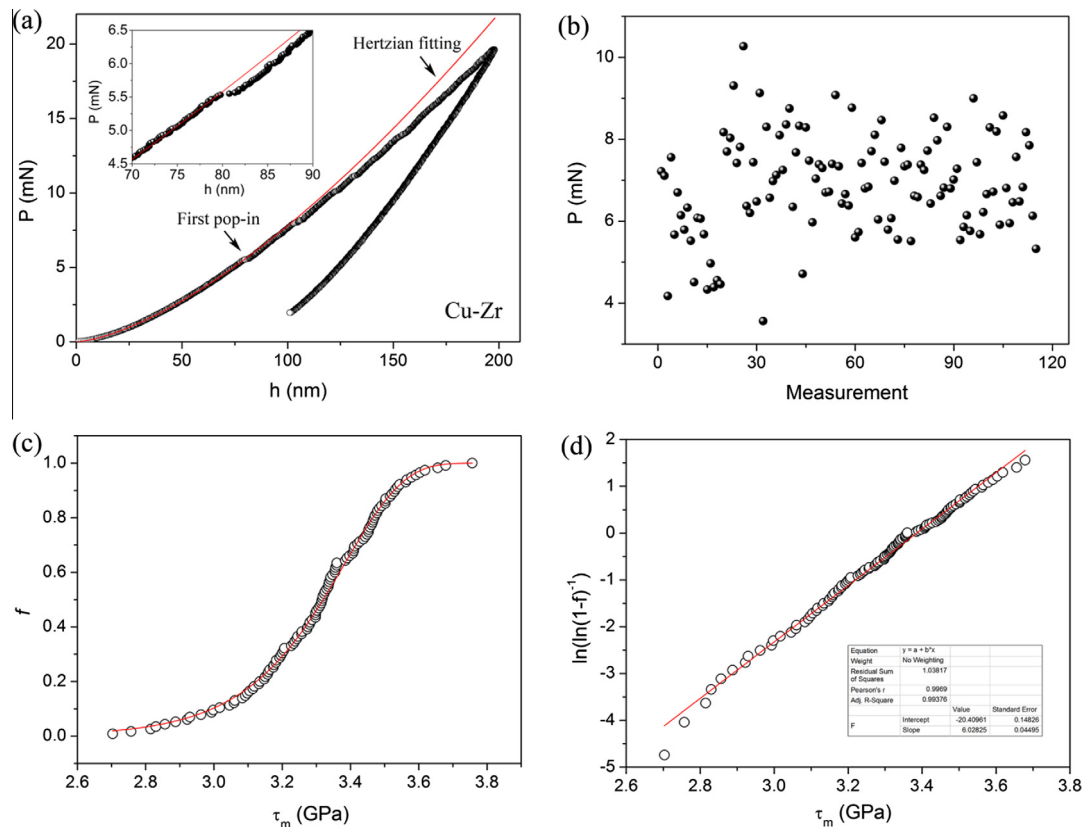 (a)
6.5
6.0
5.5
5.0
4.5
P (mN)
70 75 80 85 90
h (nm)
Hertzian fitting
First pop-in
Cu-Zr
20
15
10
5
0
P (mN)
0 50 100 150 200
h (nm)
(b)
10
8
6
4
P (mN)
0 30 60 90 120
Measurement
(c)
1.0
0.8
0.6
0.4
0.2
0.0
f
2.6 2.8 3.0 3.2 3.4 3.6 3.8
τm (GPa)
(d)
2
1
0
-1
-2
-3
-4
-5
ln(ln(1-f)-1)
Equation y = a + b*x
Weight No Weighting
Residual Sum of Squares 1.03817
Pearson's r 0.9969
Adj. R-Square 0.99376
Value Standard Error
F Intercept -20.40961 0.14826
Slope 6.02825 0.04495
2.6 2.8 3.0 3.2 3.4 3.6 3.8
τm (GPa)